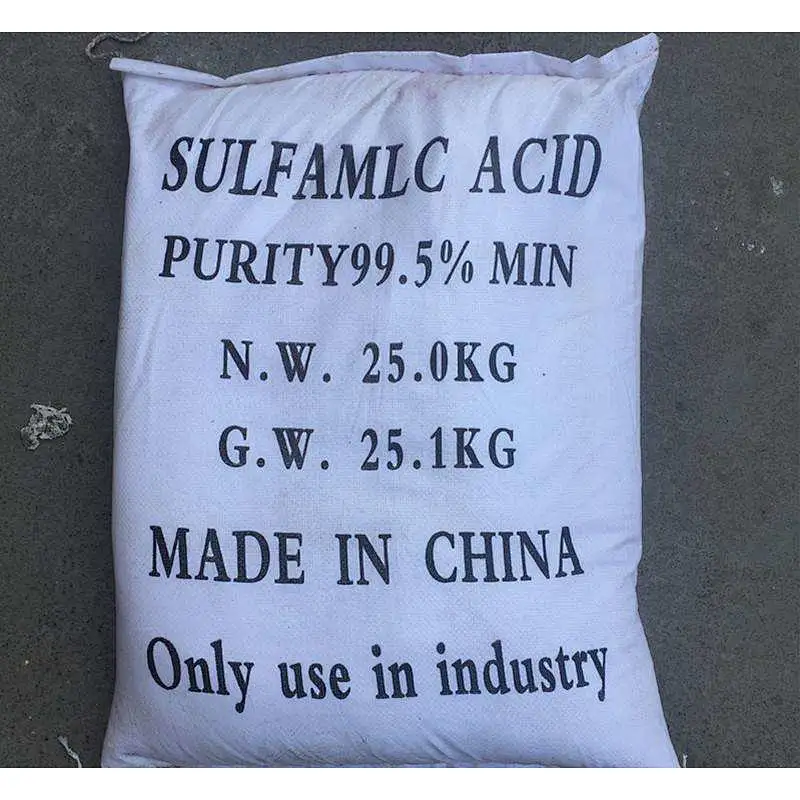 SULFAMLC ACID
PURITY99.5% MIN
N.W. 25.0KG
G.W. 25.1KG
MADE IN CHINA
Only use in industry